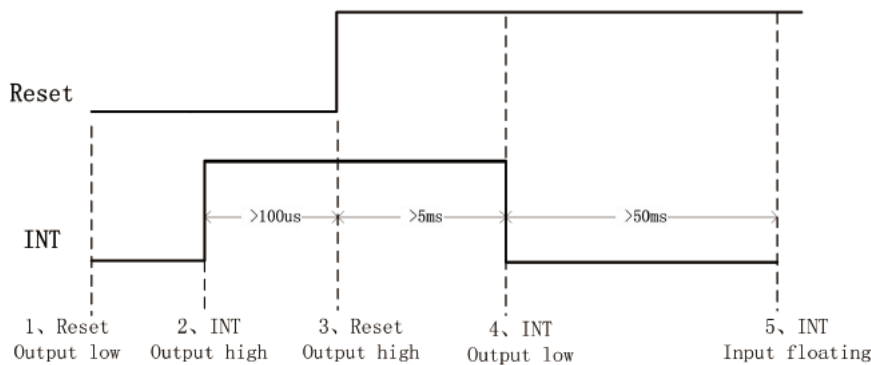 Reset
>100us
>5ms
>50ms
INT
1、Reset
Output low
2、INT
Output high
3、Reset
Output high
4、INT
Output low
5、INT
Input floating